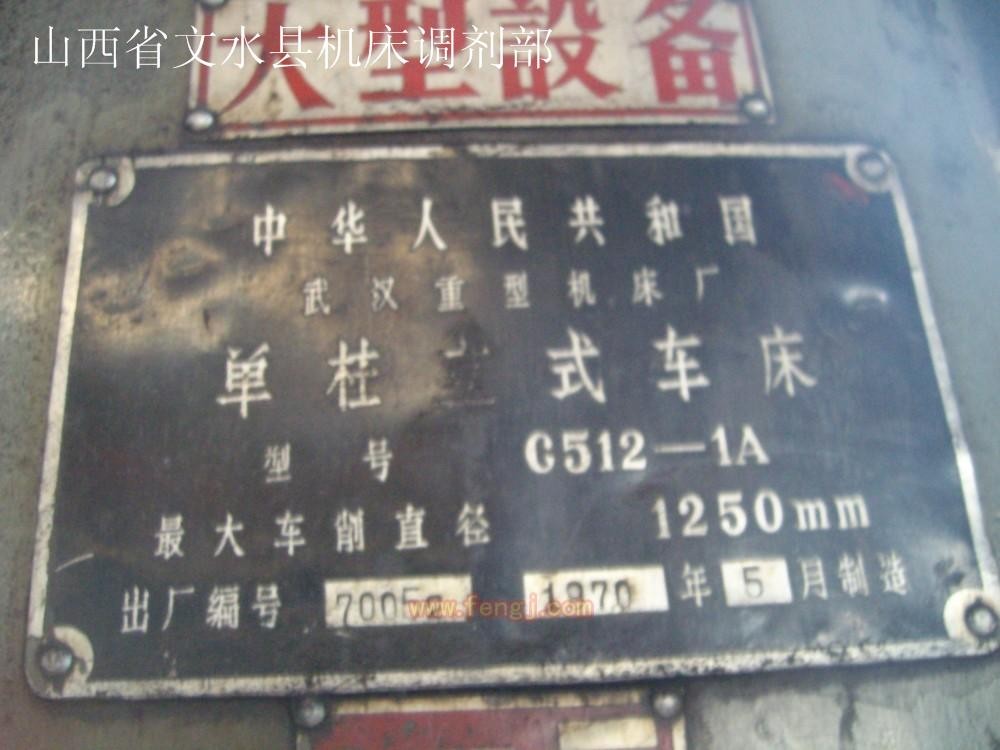 山西省文水县机床调剂部
大型設备
中华人民共和国
武汉重型机床厂
单柱立式车床
型号 C512—1A
最大车削直径 1250mm
出厂编号 7005 1970 年 5 月制造
www.fengj.com